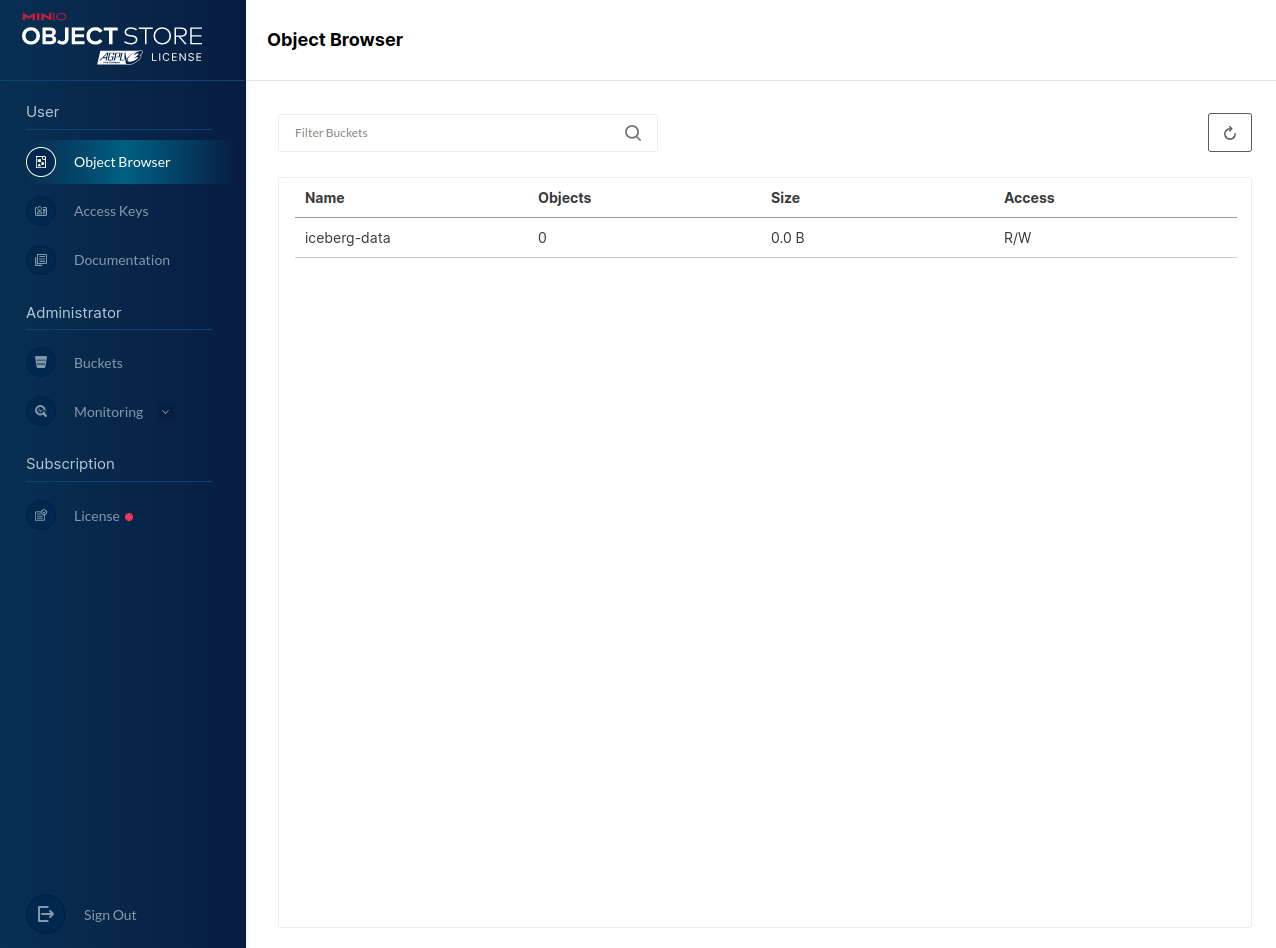 MINIO
OBJECT STORE
AGPLv3 LICENSE
Object Browser
User
Object Browser
Access Keys
Documentation
Administrator
Buckets
Monitoring
Subscription
License
Sign Out
Filter Buckets
Name Objects Size Access
iceberg-data 0 0.0 B R/W